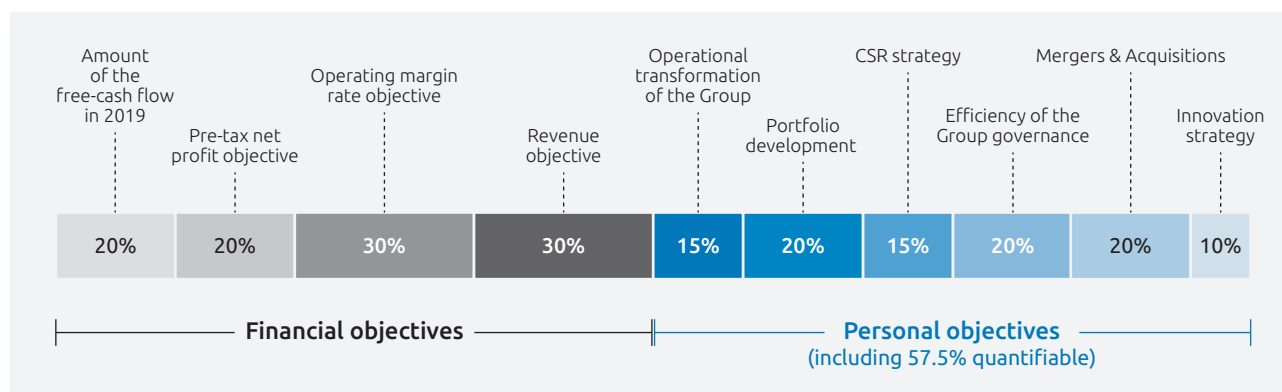 Amount
of the
free-cash flow
in 2019
Pre-tax net
profit objective
Operating margin
rate objective
Revenue
objective
Operational
transformation
of the Group
Portfolio
development
CSR strategy
Efficiency of the
Group governance
Mergers & Acquisitions
Innovation
strategy
20%
20%
30%
30%
15%
20%
15%
20%
20%
10%
Financial objectives
Personal objectives
(including 57.5% quantifiable)